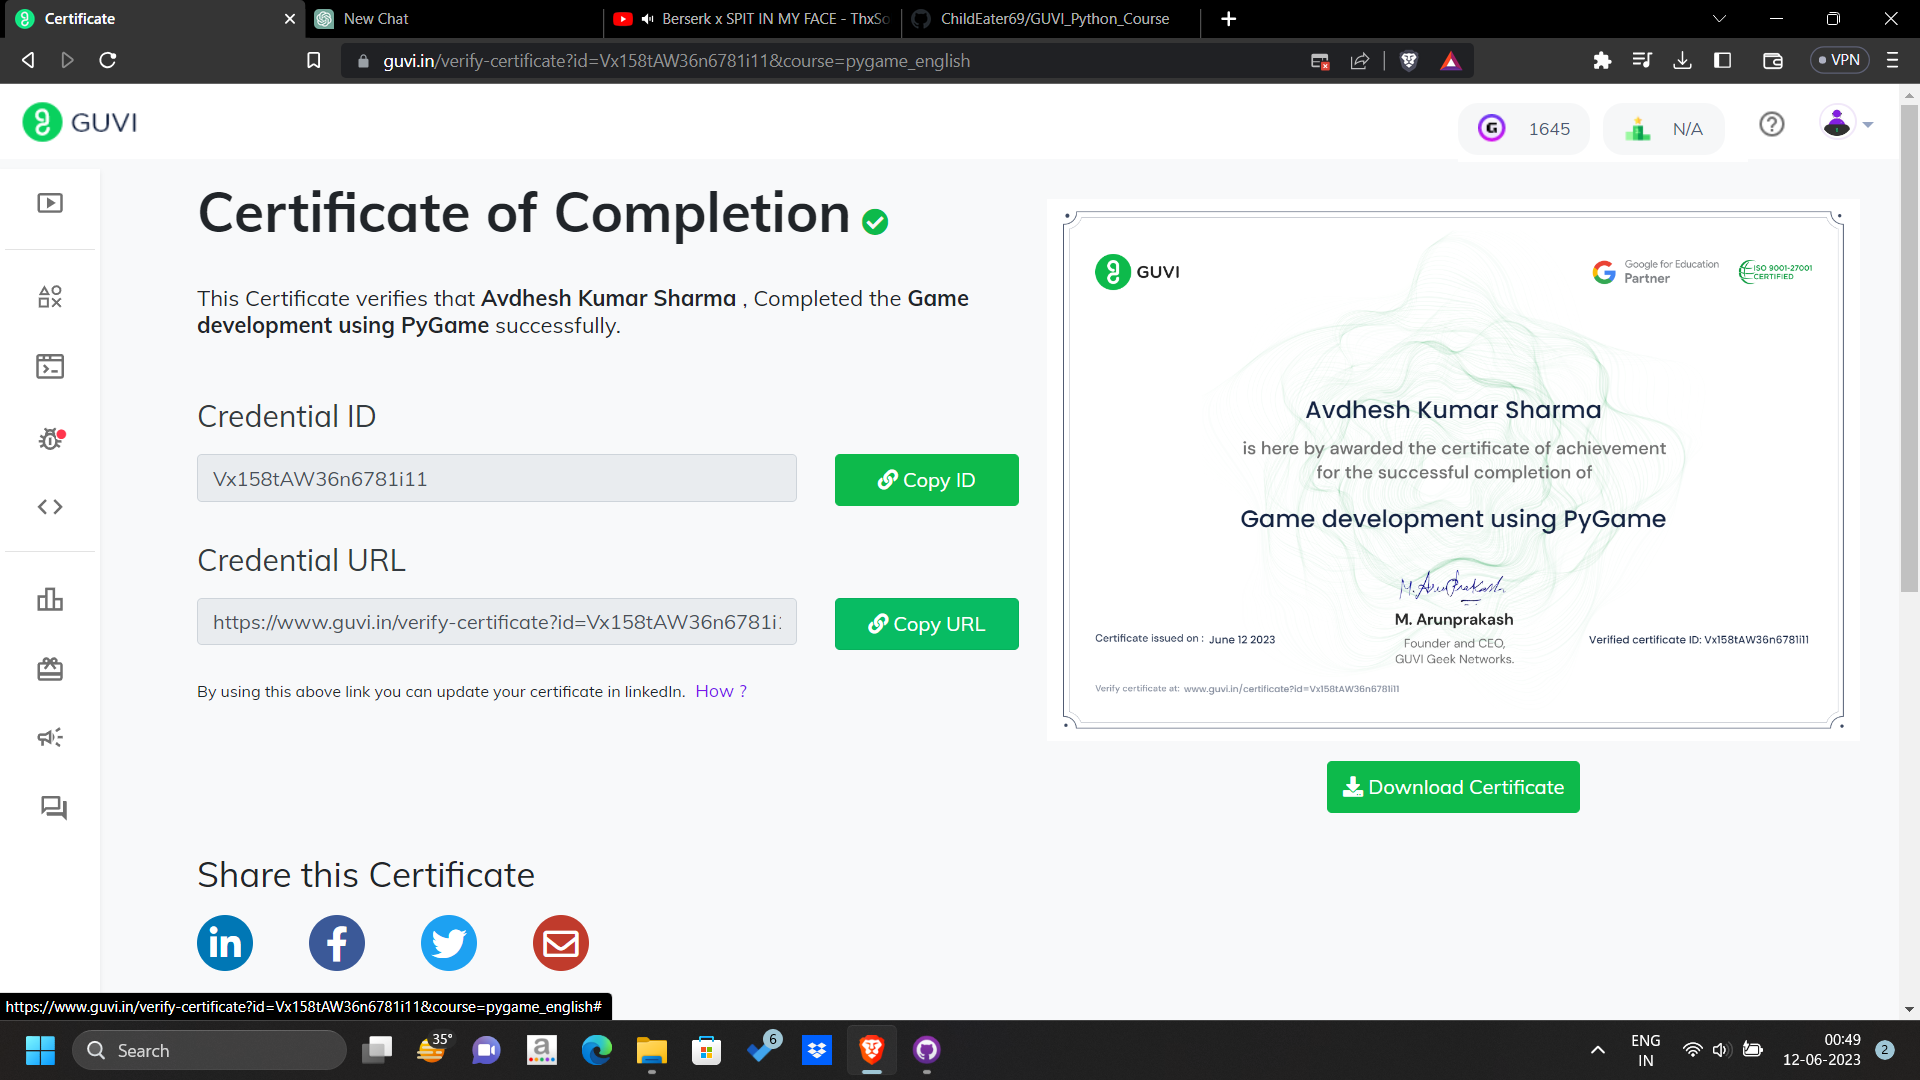 Certificate
New Chat
Berserk x SPIT IN MY FACE - ThxSo
ChildEater69/GUVI_Python_Course
guvi.in/verify-certificate?id=Vx158tAW36n6781i11&course=pygame_english
VPN
GUVI
G
1645
N/A
Certificate of Completion
This Certificate verifies that Avdhesh Kumar Sharma , Completed the Game
development using PyGame successfully.
Credential ID
Vx158tAW36n6781i11
Copy ID
Credential URL
https://www.guvi.in/verify-certificate?id=Vx158tAW36n6781i
Copy URL
By using this above link you can update your certificate in linkedIn. How ?
GUVI
Google for Education
Partner
ISO 9001-27001
CERTIFIED
Avdhesh Kumar Sharma
is here by awarded the certificate of achievement
for the successful completion of
Game development using PyGame
M. Arunprakash
M. Arunprakash
Founder and CEO,
GUVI Geek Networks.
Certificate issued on : June 12 2023
Verified certificate ID: Vx158tAW36n6781i11
Verify certificate at: www.guvi.in/certificate?id=Vx158tAW36n6781i11
Download Certificate
Share this Certificate
in
f
https://www.guvi.in/verify-certificate?id=Vx158tAW36n6781i11&course=pygame_english#
Search
35°
a
6
ENG
IN
00:49
12-06-2023
2